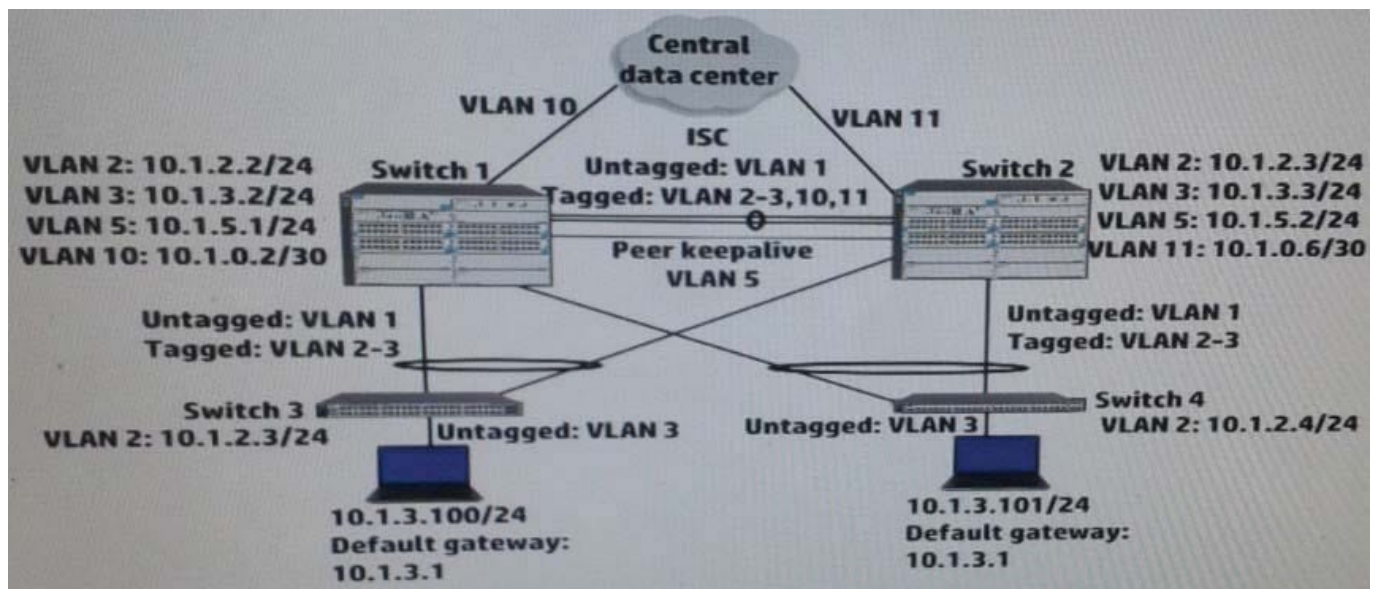 Central
data center
VLAN 10
VLAN 11
ISC
Untagged: VLAN 1
Tagged: VLAN 2-3,10,11
Switch 1
VLAN 2: 10.1.2.2/24
VLAN 3: 10.1.3.2/24
VLAN 5: 10.1.5.1/24
VLAN 10: 10.1.0.2/30
Switch 2
VLAN 2: 10.1.2.3/24
VLAN 3: 10.1.3.3/24
VLAN 5: 10.1.5.2/24
VLAN 11: 10.1.0.6/30
Peer keepalive
VLAN 5
Untagged: VLAN 1
Tagged: VLAN 2-3
Untagged: VLAN 1
Tagged: VLAN 2-3
Switch 3
VLAN 2: 10.1.2.3/24
Untagged: VLAN 3
Untagged: VLAN 3
Switch 4
VLAN 2: 10.1.2.4/24
10.1.3.100/24
Default gateway:
10.1.3.1
10.1.3.101/24
Default gateway:
10.1.3.1